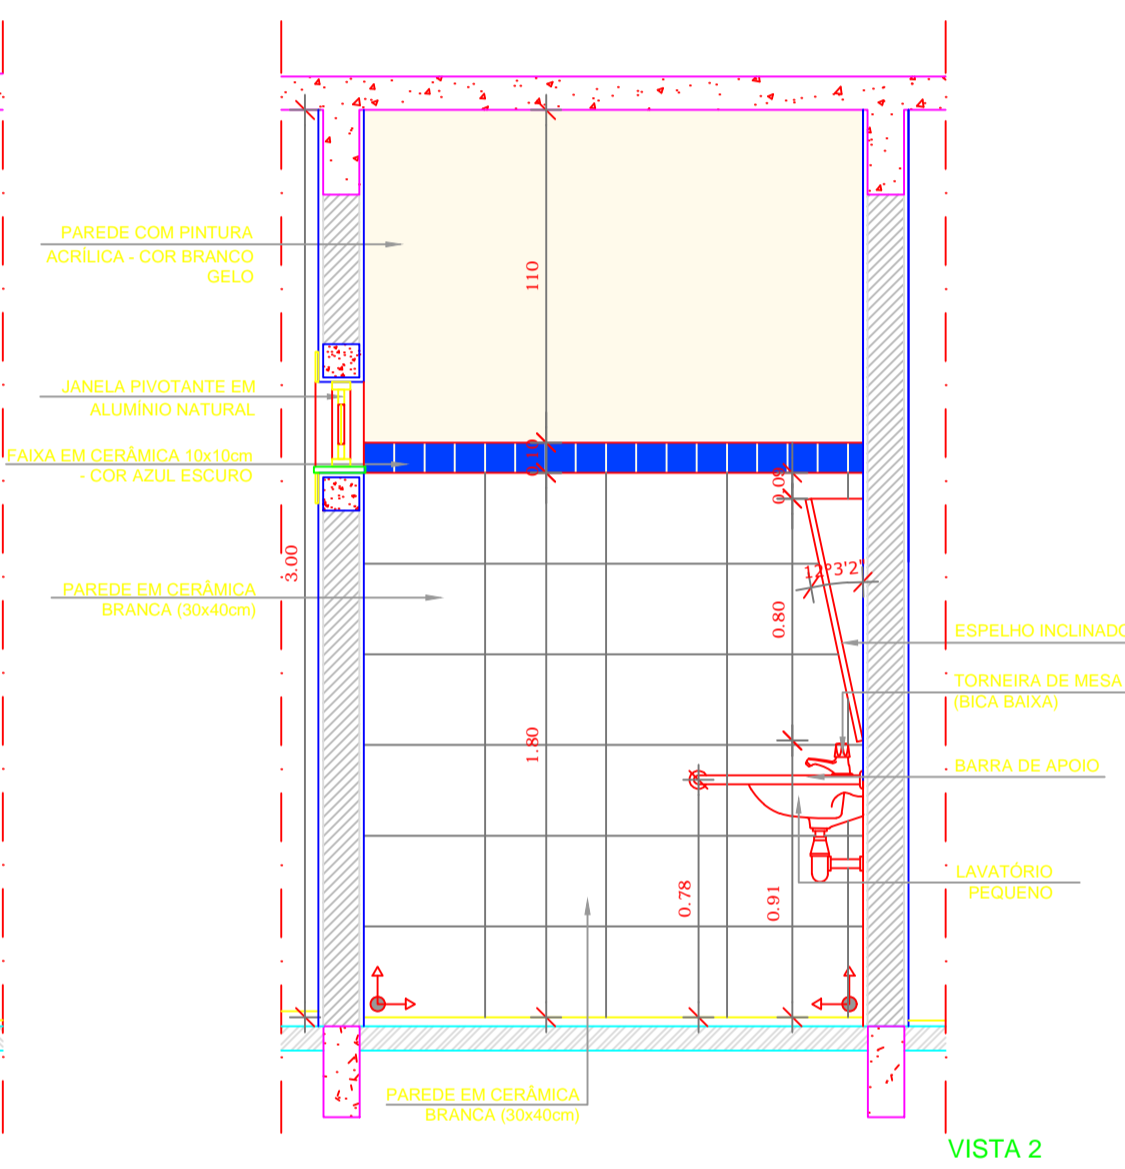 PAREDE COM PINTURA
ACRÍLICA - COR BRANCO
GELO
110
JANELA PIVOTANTE EM
ALUMÍNIO NATURAL
FAIXA EM CERÂMICA 10x10cm
- COR AZUL ESCURO
0.10
0.09
3.00
12°3'2"
PAREDE EM CERÂMICA
BRANCA (30x40cm)
0.80
ESPELHO INCLINADO
TORNEIRA DE MESA
(BICA BAIXA)
1.80
BARRA DE APOIO
LAVATÓRIO
PEQUENO
0.78
0.91
PAREDE EM CERÂMICA
BRANCA (30x40cm)
VISTA 2